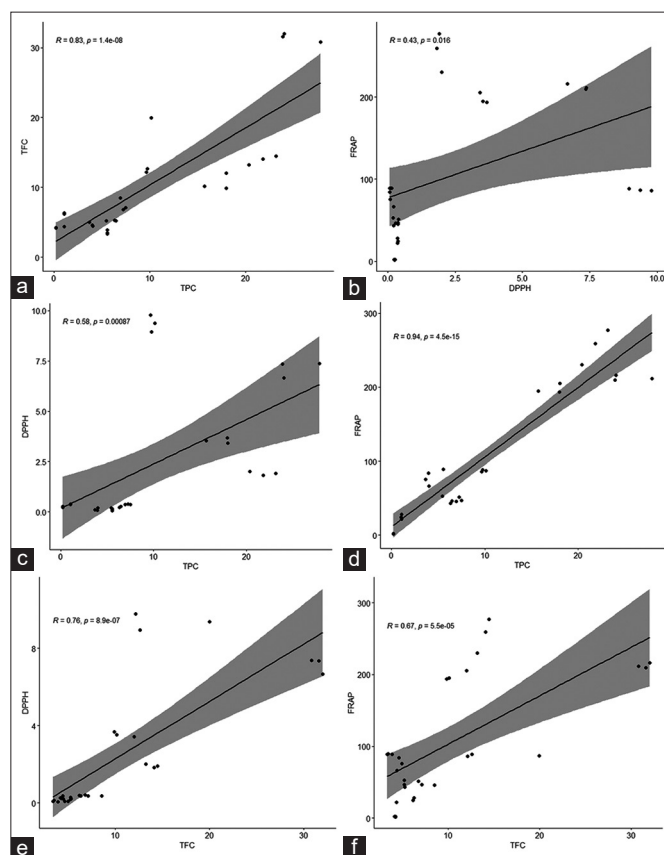 R = 0.83, p = 1.4e-08
30
20
10
0
TFC
0
10
20
TPC
a
R = 0.43, p = 0.016
200
100
0
FRAP
0.0
2.5
5.0
7.5
10.0
DPPH
b
R = 0.58, p = 0.00087
10.0
7.5
5.0
2.5
0.0
DPPH
0
10
20
TPC
c
R = 0.94, p = 4.5e-15
300
200
100
0
FRAP
0
10
20
TPC
d
R = 0.76, p = 8.9e-07
8
4
0
DPPH
10
20
30
TFC
e
R = 0.67, p = 5.5e-05
300
200
100
0
FRAP
10
20
30
TFC
f